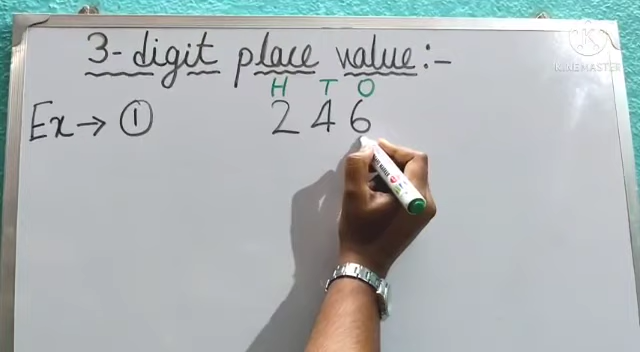 3-digit place value :-
H T O
Ex → ① 2 4 6
KINEMASTER